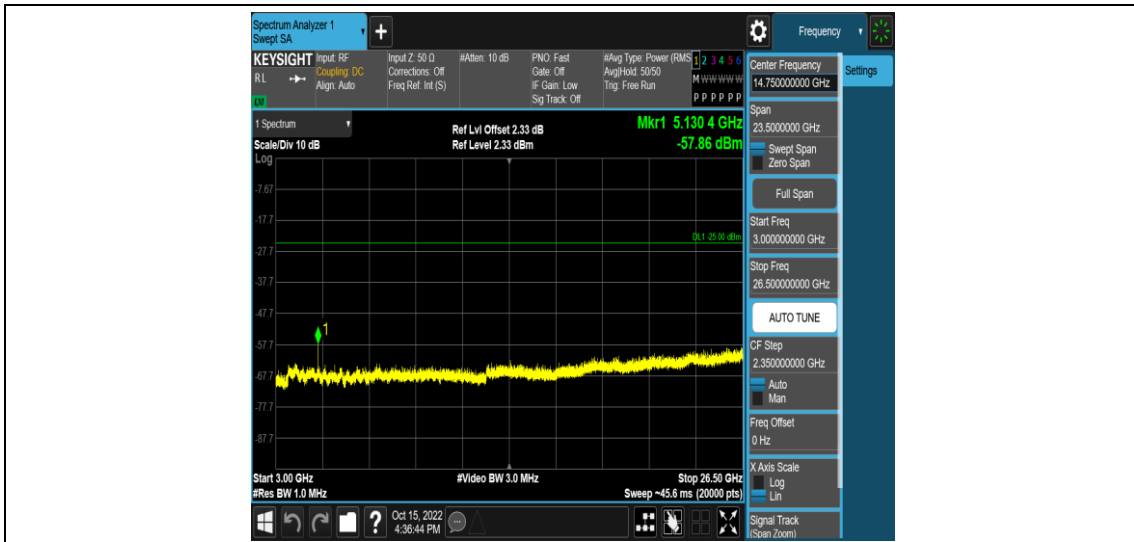 Spectrum Analyzer 1
Swept SA
+
Frequency
KEYSIGHT
RL
LXI
Input: RF
Coupling: DC
Align: Auto
Input Z: 50 Ω
Corrections: Off
Freq Ref: Int (S)
#Atten: 10 dB
PNO: Fast
Gate: Off
IF Gain: Low
Sig Track: Off
#Avg Type: Power (RMS
Avg|Hold: 50/50
Trig: Free Run
1 2 3 4 5 6
M W W W W W
P P P P P P
1 Spectrum
Scale/Div 10 dB
Log
Ref Lvl Offset 2.33 dB
Ref Level 2.33 dBm
Mkr1 5.130 4 GHz
-57.86 dBm
-7.67
-17.7
DL1 -25.00 dBm
-27.7
-37.7
-47.7
1
-57.7
-67.7
-77.7
-87.7
Start 3.00 GHz
#Res BW 1.0 MHz
#Video BW 3.0 MHz
Stop 26.50 GHz
Sweep ~45.6 ms (20000 pts)
Center Frequency
14.750000000 GHz
Settings
Span
23.5000000 GHz
Swept Span
Zero Span
Full Span
Start Freq
3.000000000 GHz
Stop Freq
26.500000000 GHz
AUTO TUNE
CF Step
2.350000000 GHz
Auto
Man
Freq Offset
0 Hz
X Axis Scale
Log
Lin
Signal Track
(Span Zoom)
?
Oct 15, 2022
4:36:44 PM